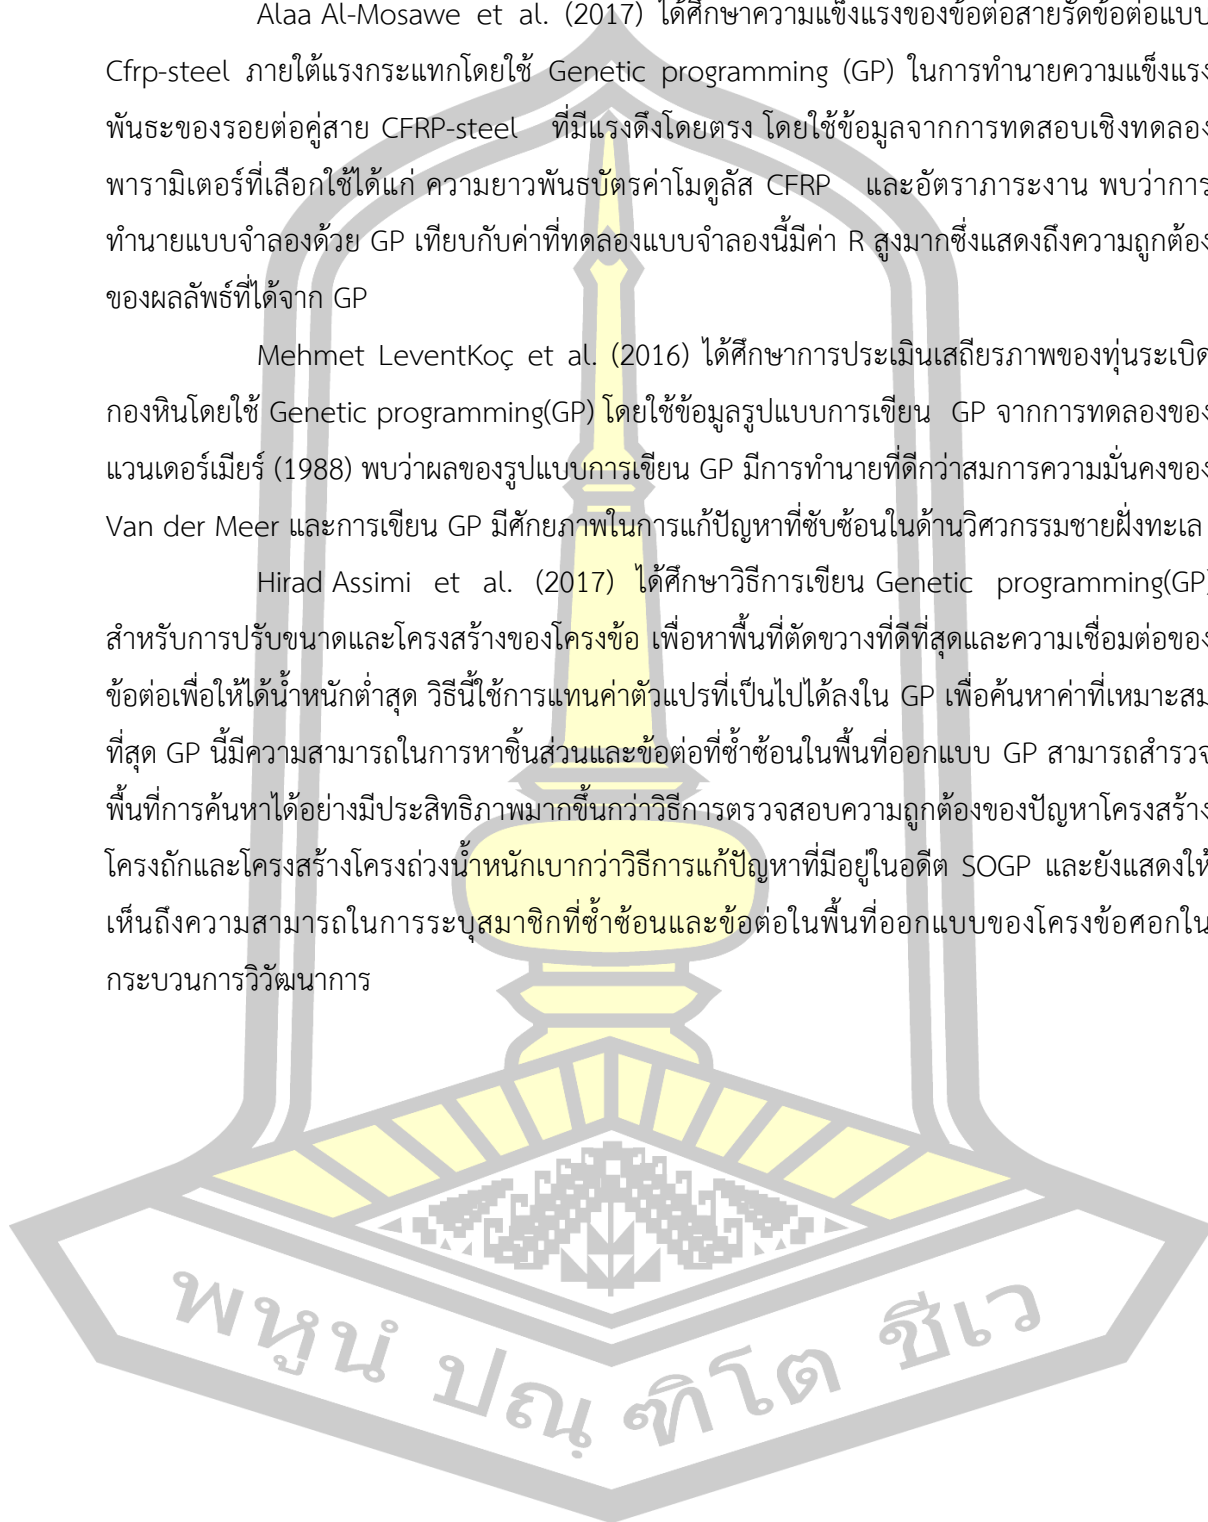 Alaa Al-Mosawe et al. (2017) ได้ศึกษาความแข็งแรงของข้อต่อสายรัดข้อต่อแบบ
Cfrp-steel ภายใต้แรงกระแทกโดยใช้ Genetic programming (GP) ในการทำนายความแข็งแรง
พันธะของรอยต่อคู่สาย CFRP-steel ที่มีแรงดึงโดยตรง โดยใช้ข้อมูลจากการทดสอบเชิงทดลอง
พารามิเตอร์ที่เลือกใช้ได้แก่ ความยาวพันธบัตรค่าโมดูลัส CFRP และอัตราภาระงาน พบว่าการ
ทำนายแบบจำลองด้วย GP เทียบกับค่าที่ทดลองแบบจำลองนี้มีค่า R สูงมากซึ่งแสดงถึงความถูกต้อง
ของผลลัพธ์ที่ได้จาก GP
Mehmet LeventKoç et al. (2016) ได้ศึกษาการประเมินเสถียรภาพของทุ่นระเบิด
กองหินโดยใช้ Genetic programming(GP) โดยใช้ข้อมูลรูปแบบการเขียน GP จากการทดลองของ
แวนเดอร์เมียร์ (1988) พบว่าผลของรูปแบบการเขียน GP มีการทำนายที่ดีกว่าสมการความมั่นคงของ
Van der Meer และการเขียน GP มีศักยภาพในการแก้ปัญหาที่ซับซ้อนในด้านวิศวกรรมชายฝั่งทะเล
Hirad Assimi et al. (2017) ได้ศึกษาวิธีการเขียน Genetic programming(GP)
สำหรับการปรับขนาดและโครงสร้างของโครงข้อ เพื่อหาพื้นที่ตัดขวางที่ดีที่สุดและความเชื่อมต่อของ
ข้อต่อเพื่อให้ได้น้ำหนักต่ำสุด วิธีนี้ใช้การแทนค่าตัวแปรที่เป็นไปได้ลงใน GP เพื่อค้นหาค่าที่เหมาะสม
ที่สุด GP นี้มีความสามารถในการหาชิ้นส่วนและข้อต่อที่ซ้ำซ้อนในพื้นที่ออกแบบ GP สามารถสำรวจ
พื้นที่การค้นหาได้อย่างมีประสิทธิภาพมากขึ้นกว่าวิธีการตรวจสอบความถูกต้องของปัญหาโครงสร้าง
โครงถักและโครงสร้างโครงถ่วงน้ำหนักเบากว่าวิธีการแก้ปัญหาที่มีอยู่ในอดีต SOGP และยังแสดงให้
เห็นถึงความสามารถในการระบุสมาชิกที่ซ้ำซ้อนและข้อต่อในพื้นที่ออกแบบของโครงข้อศอกใน
กระบวนการวิวัฒนาการ
พหูนํ ปณฺฑิโต ชีเว